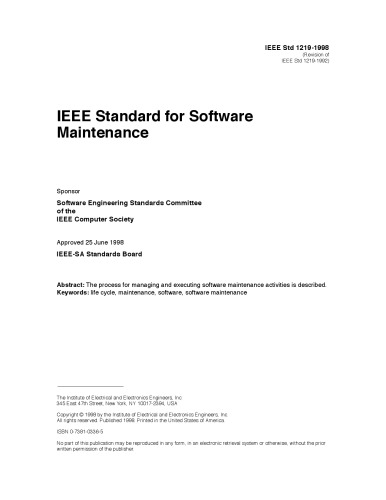 IEEE Std 1219-1998
(Revision of
IEEE Std 1219-1992)
IEEE Standard for Software
Maintenance
Sponsor
Software Engineering Standards Committee
of the
IEEE Computer Society
Approved 25 June 1998
IEEE-SA Standards Board
Abstract: The process for managing and executing software maintenance activities is described.
Keywords: life cycle, maintenance, software, software maintenance
The Institute of Electrical and Electronics Engineers, Inc.
345 East 47th Street, New York, NY 10017-2394, USA
Copyright © 1998 by the Institute of Electrical and Electronics Engineers, Inc.
All rights reserved. Published 1998. Printed in the United States of America.
ISBN 0-7381-0336-5
No part of this publication may be reproduced in any form, in an electronic retrieval system or otherwise, without the prior
written permission of the publisher.